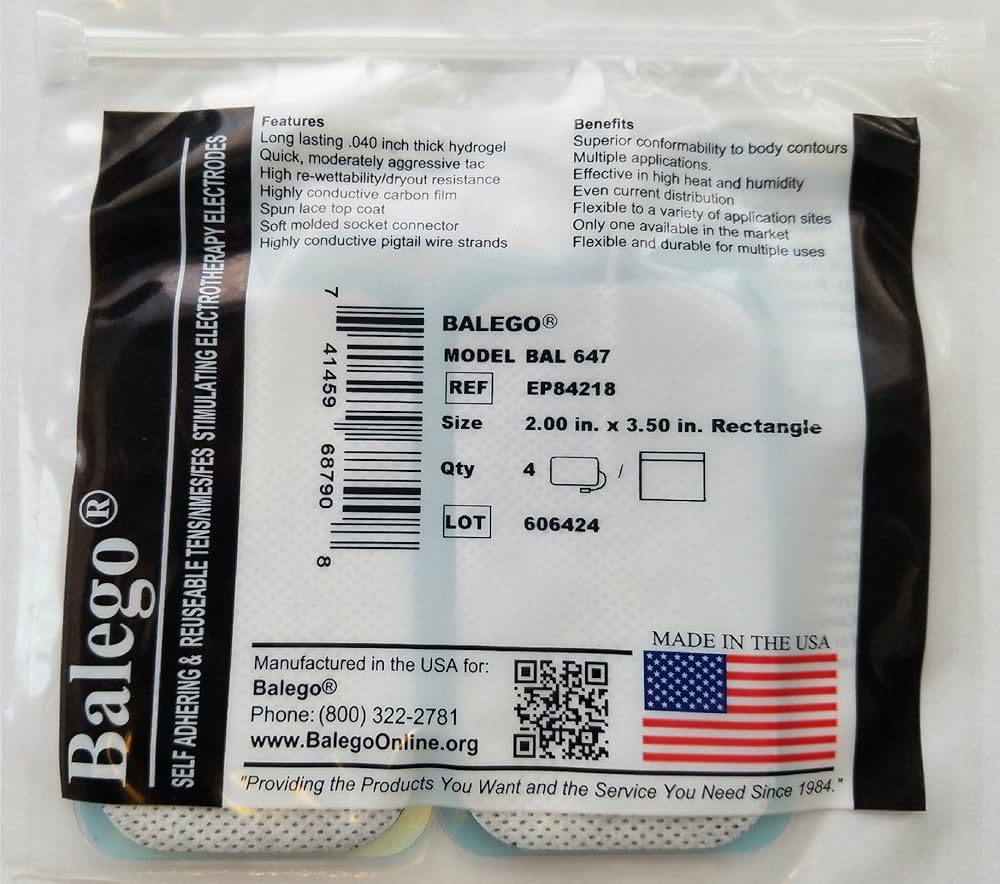 Balego®
SELF ADHERING & REUSEABLE TENS/NMES/FES STIMULATING ELECTROTHERAPY ELECTRODES
Features
Long lasting .040 inch thick hydrogel
Quick, moderately aggressive tac
High re-wettability/dryout resistance
Highly conductive carbon film
Spun lace top coat
Soft molded socket connector
Highly conductive pigtail wire strands
Benefits
Superior conformability to body contours
Multiple applications.
Effective in high heat and humidity
Even current distribution
Flexible to a variety of application sites
Only one available in the market
Flexible and durable for multiple uses
7 41459 68790 8
BALEGO®
MODEL BAL 647
REF EP84218
Size 2.00 in. x 3.50 in. Rectangle
Qty 4 /
LOT 606424
Manufactured in the USA for:
Balego®
Phone: (800) 322-2781
www.BalegoOnline.org
MADE IN THE USA
"Providing the Products You Want and the Service You Need Since 1984."